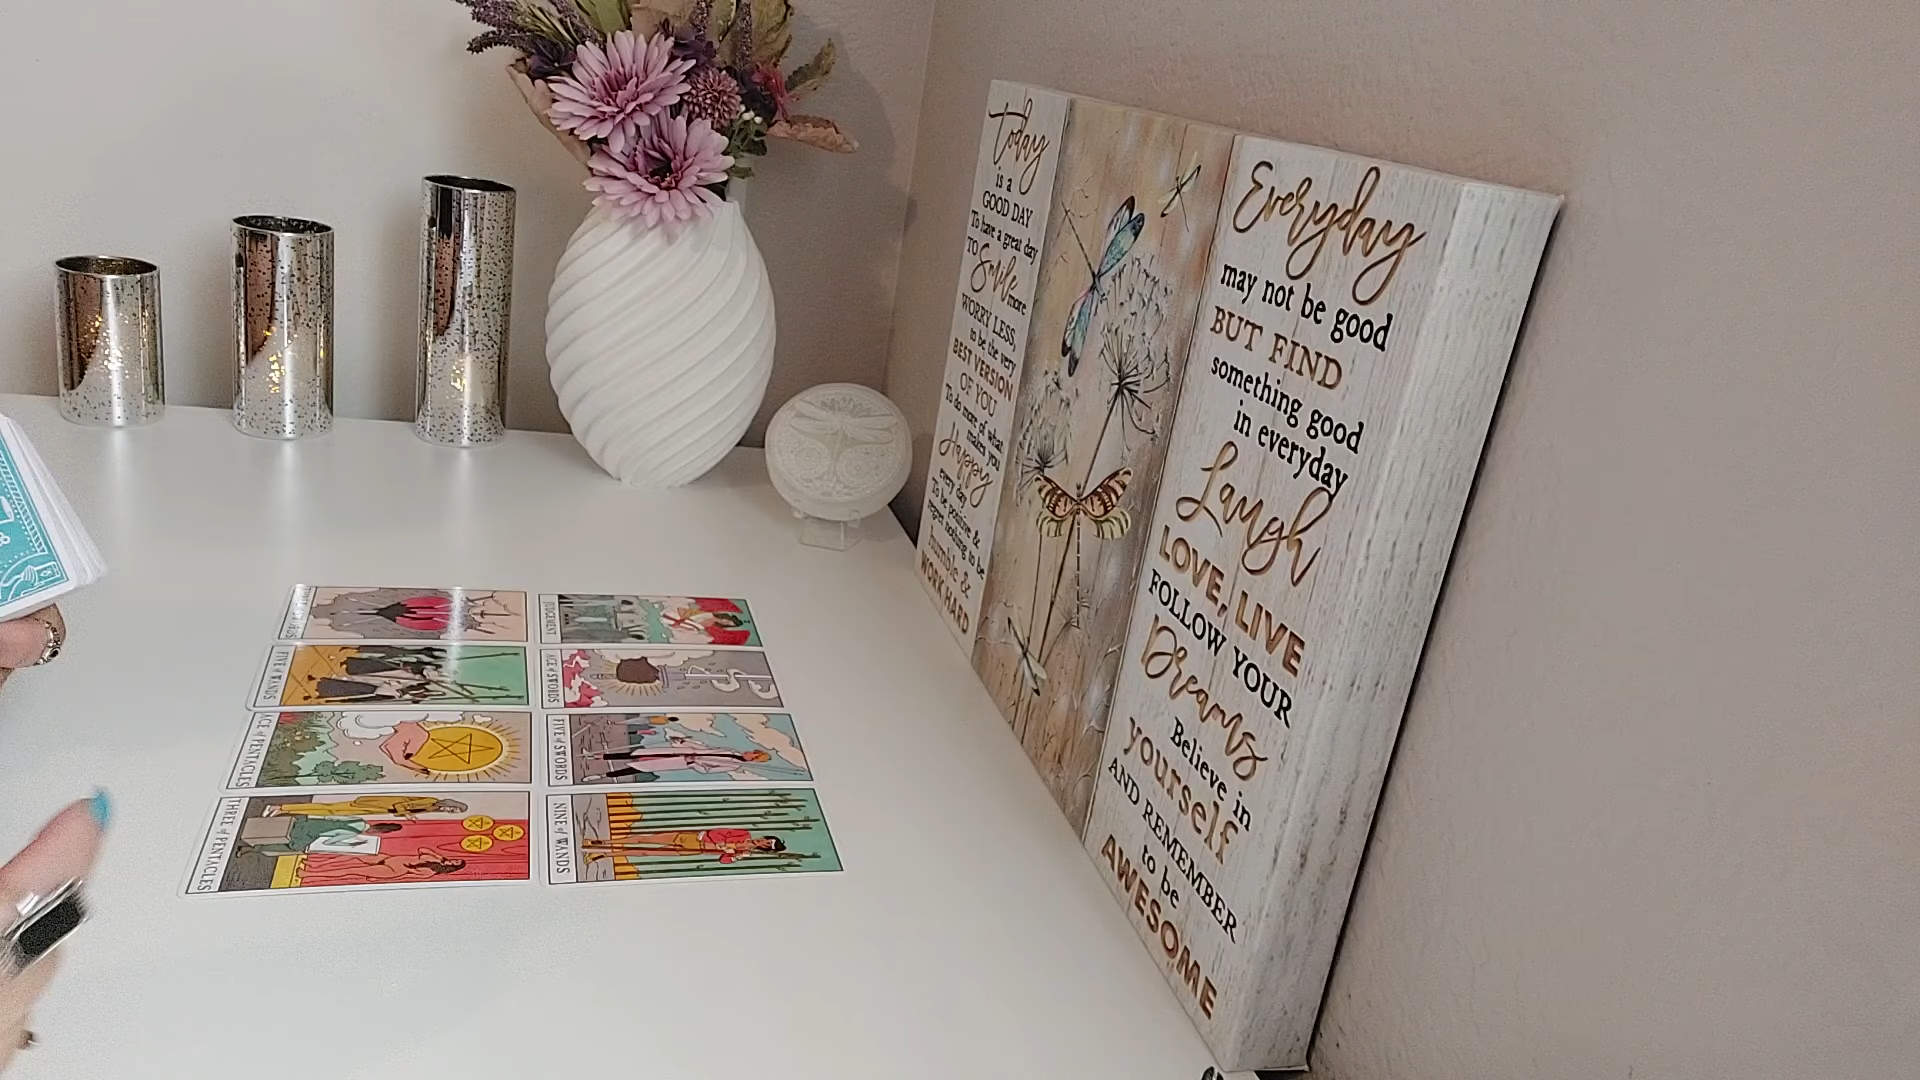 today
is a
GOOD DAY
To have a great day
TO Smile more
WORRY LESS,
to be the very
BEST VERSION
OF YOU
To do more of what
makes you
Happy
every day
To be positive &
regret nothing to be
humble &
WORK HARD
Everyday
may not be good
BUT FIND
something good
in everyday
Laugh
LOVE, LIVE
FOLLOW YOUR
Dreams
Believe in
yourself
AND REMEMBER
to be
AWESOME
JUDGEMENT
FIVE of WANDS
ACE of SWORDS
ACE of PENTACLES
FIVE of SWORDS
THREE of PENTACLES
NINE of WANDS